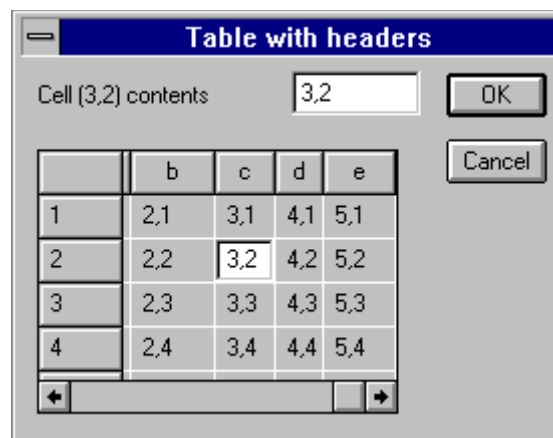 Table with headers
Cell (3,2) contents 3,2 OK
Cancel
b c d e
1 2,1 3,1 4,1 5,1
2 2,2 3,2 4,2 5,2
3 2,3 3,3 4,3 5,3
4 2,4 3,4 4,4 5,4